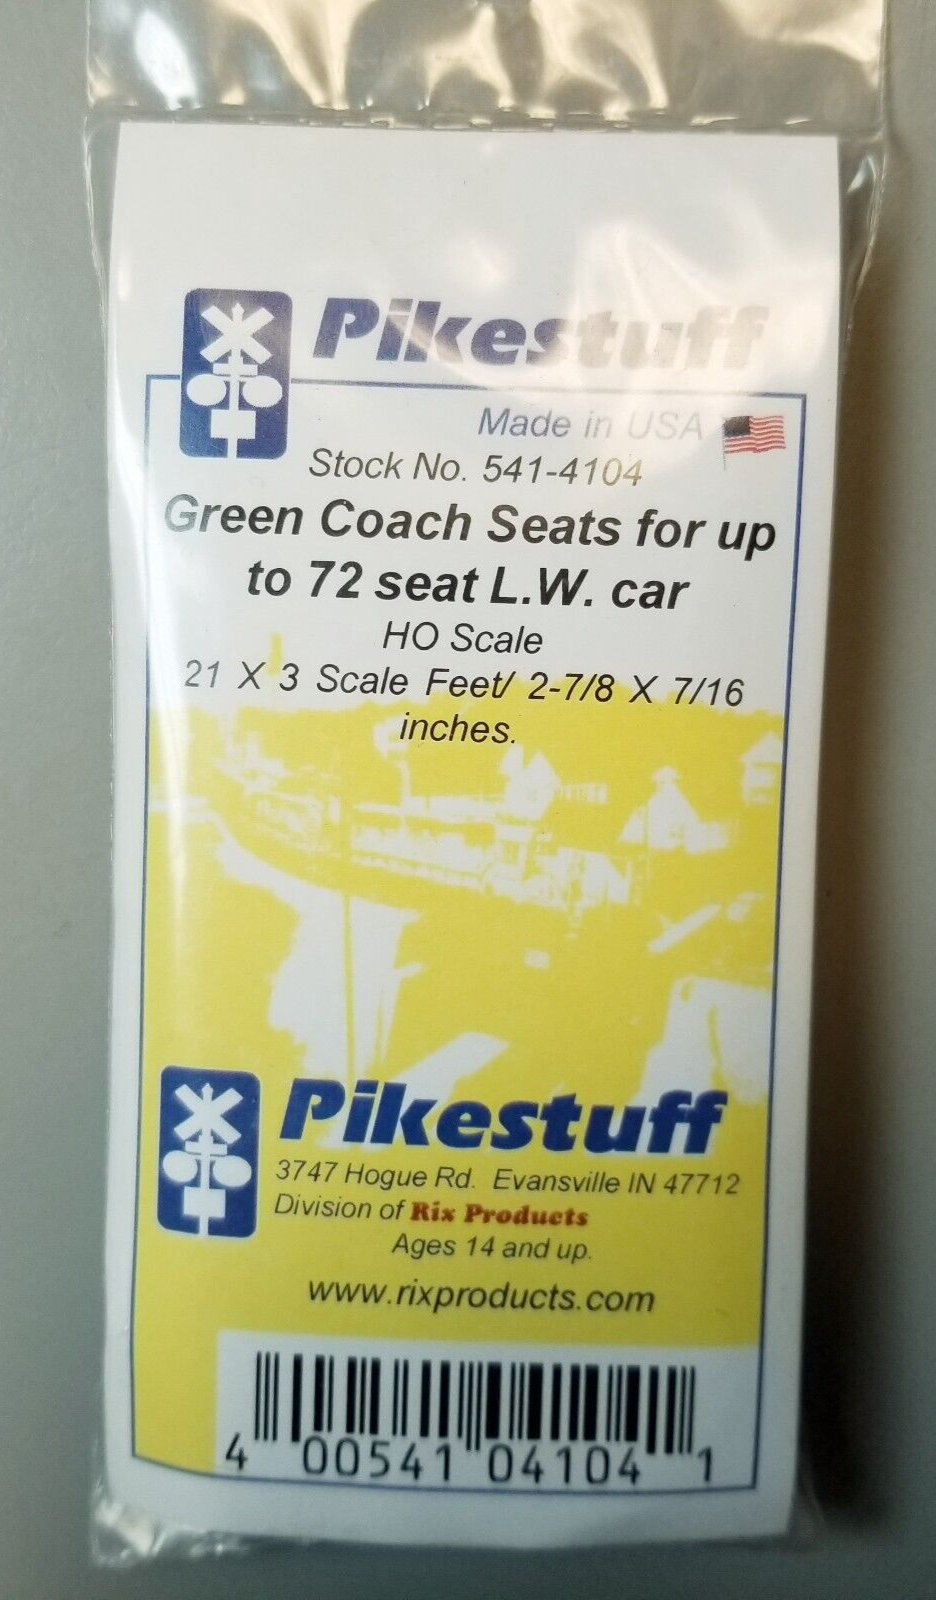 Pikestuff
Made in USA
Stock No. 541-4104
Green Coach Seats for up
to 72 seat L.W. car
HO Scale
21 X 3 Scale Feet/ 2-7/8 X 7/16
inches.
Pikestuff
3747 Hogue Rd. Evansville IN 47712
Division of Rix Products
Ages 14 and up.
www.rixproducts.com
4 00541 04104 1